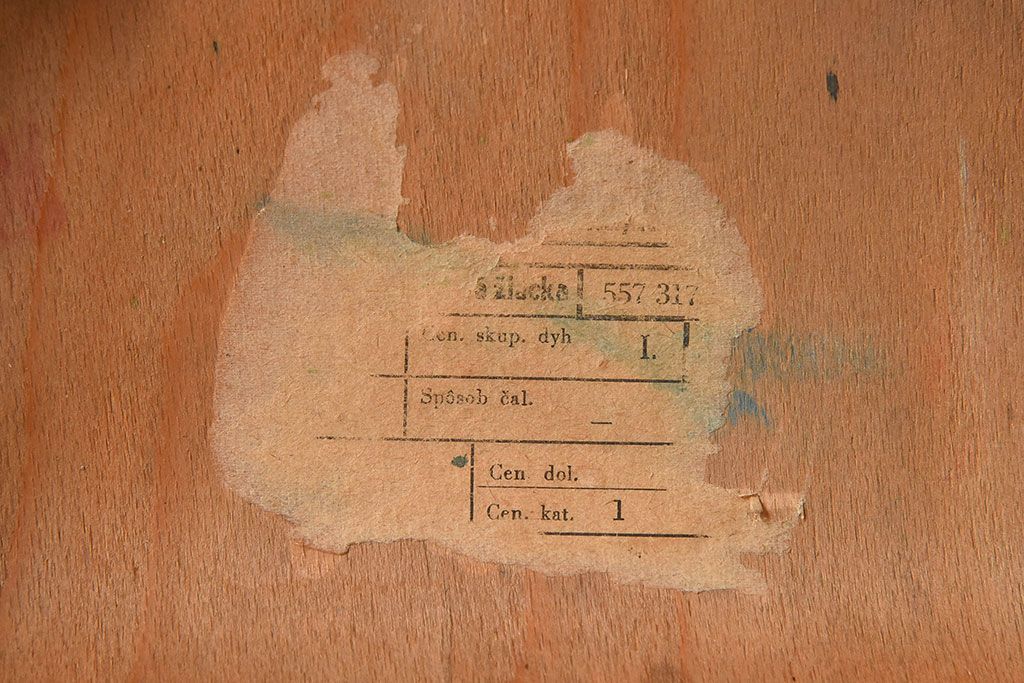 557 317
Cen. skup. dyh I.
Spôsob čal. —
Cen dol.
Cen. kat. 1